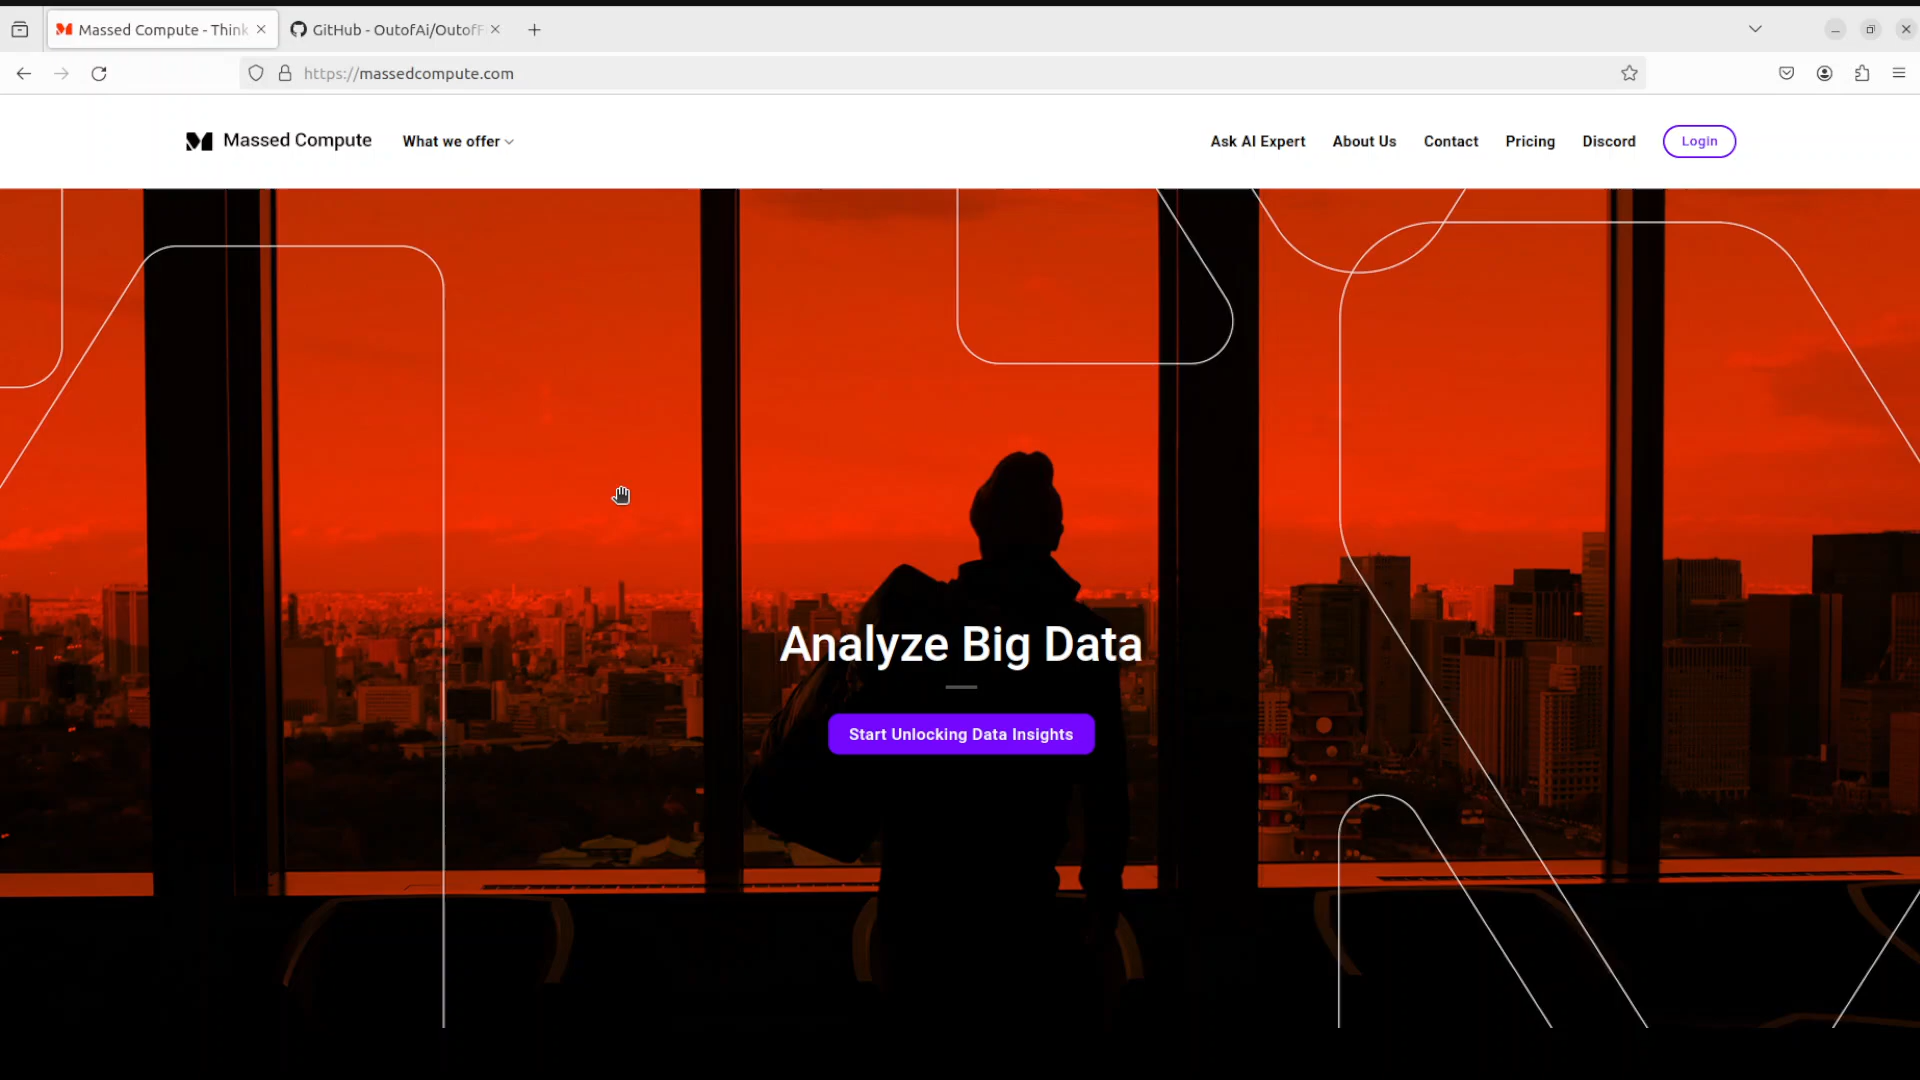 Massed Compute - Think
GitHub - OutofAi/OutofF
https://massedcompute.com
Massed Compute
What we offer
Ask AI Expert
About Us
Contact
Pricing
Discord
Login
Analyze Big Data
Start Unlocking Data Insights